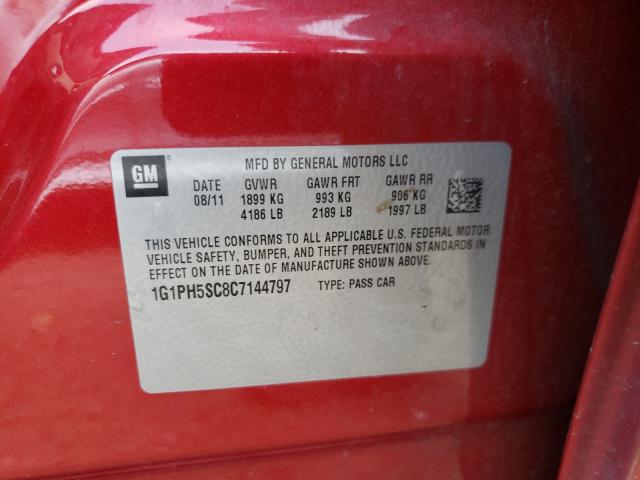 GM
MFD BY GENERAL MOTORS LLC
DATE GVWR GAWR FRT GAWR RR
08/11 1899 KG 993 KG 906 KG
4186 LB 2189 LB 1997 LB
THIS VEHICLE CONFORMS TO ALL APPLICABLE U.S. FEDERAL MOTOR
VEHICLE SAFETY, BUMPER, AND THEFT PREVENTION STANDARDS IN
EFFECT ON THE DATE OF MANUFACTURE SHOWN ABOVE.
1G1PH5SC8C7144797 TYPE: PASS CAR